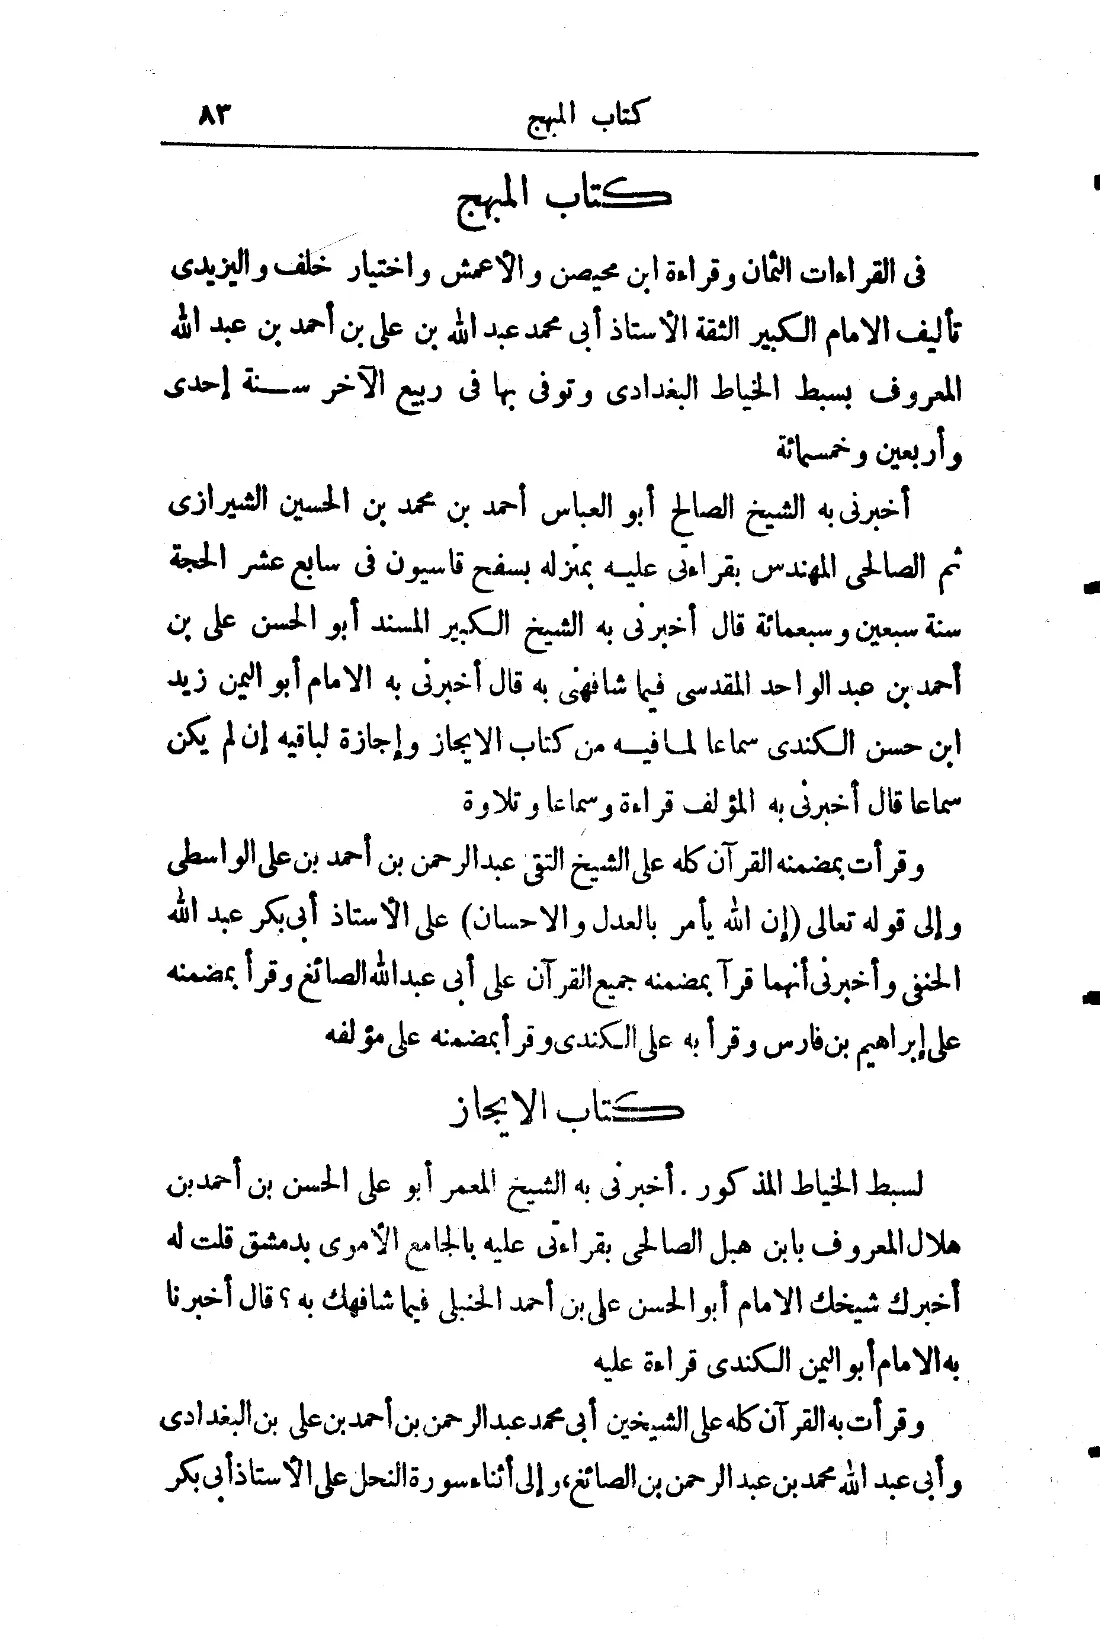 كتاب المبهج ٨٣
كتاب المبهج
فى القراءات الثمان وقراءة ابن محيصن والأعمش واختيار خلف واليزيدى
تأليف الامام الكبير الثقة الأستاذ أبى محمد عبد الله بن على بن أحمد بن عبد الله
المعروف بسبط الخياط البغدادى وتوفى بها فى ربيع الآخر سنة إحدى
وأربعين وخمسمائة
أخبرنى به الشيخ الصالح أبو العباس أحمد بن محمد بن الحسين الشيرازى
ثم الصالحى المهندس بقراءتى عليه بمنزله بسفح قاسيون فى سابع عشر الحجة
سنة سبعين وسبعمائة قال أخبرنى به الشيخ الكبير المسند أبو الحسن على بن
أحمد بن عبد الواحد المقدسى فيما شافهنى به قال أخبرنى به الامام أبو اليمن زيد
ابن حسن الكندى سماعا لما فيه من كتاب الايجاز وإجازة لباقيه إن لم يكن
سماعا قال أخبرنى به المؤلف قراءة وسماعا وتلاوة
وقرأت بمضمنه القرآن كله على الشيخ التقى عبد الرحمن بن أحمد بن على الواسطى
وإلى قوله تعالى (إن الله يأمر بالعدل والاحسان) على الأستاذ أبى بكر عبد الله
الحنفى وأخبرنى أنهما قرآ بمضمنه جميع القرآن على أبى عبد الله الصائغ وقرأ بمضمنه
على إبراهيم بن فارس وقرأ به على الكندى وقرأ بمضمنه على مؤلفه
كتاب الايجاز
لسبط الخياط المذكور . أخبرنى به الشيخ المعمر أبو على الحسن بن أحمد بن
هلال المعروف بابن هبل الصالحى بقراءتى عليه بالجامع الأموى بدمشق قلت له
أخبرك شيخك الامام أبو الحسن على بن أحمد الحنبلى فيما شافهك به ؟ قال أخبرنا
به الامام أبو اليمن الكندى قراءة عليه
وقرأت به القرآن كله على الشيخين أبى محمد عبد الرحمن بن أحمد بن على بن البغدادى
وأبى عبد الله محمد بن عبد الرحمن بن الصائغ، وإلى أثناء سورة النحل على الأستاذ أبى بكر